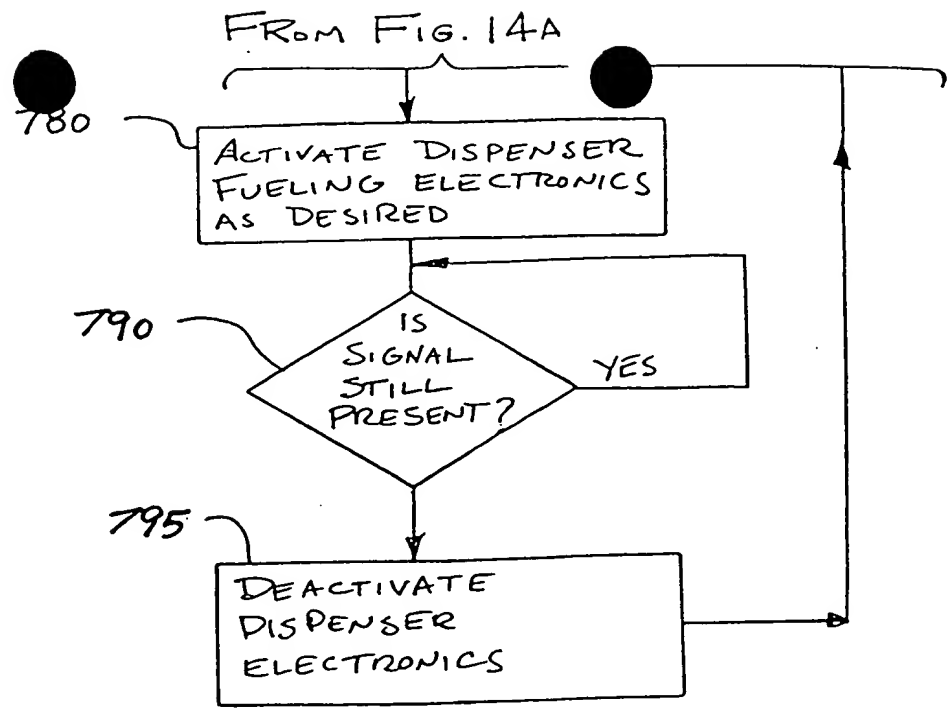 FROM FIG. 14A
780
ACTIVATE DISPENSER
FUELING ELECTRONICS
AS DESIRED
790
IS
SIGNAL
STILL
PRESENT?
YES
795
DEACTIVATE
DISPENSER
ELECTRONICS